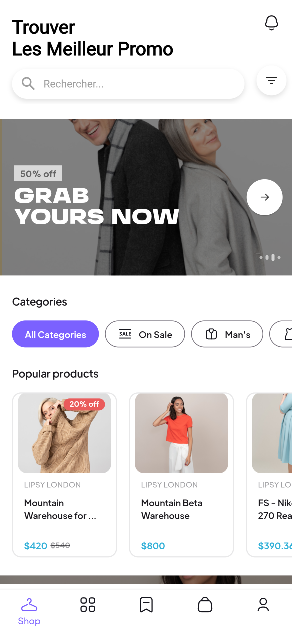 Trouver
Les Meilleur Promo
Rechercher...
50% off
GRAB
YOURS NOW
Categories
All Categories
SALE
On Sale
Man's
Popular products
20% off
LIPSY LONDON
Mountain
Warehouse for ...
$420 $540
LIPSY LONDON
Mountain Beta
Warehouse
$800
LIPSY LO
FS - Nik
270 Rea
$390.3
Shop